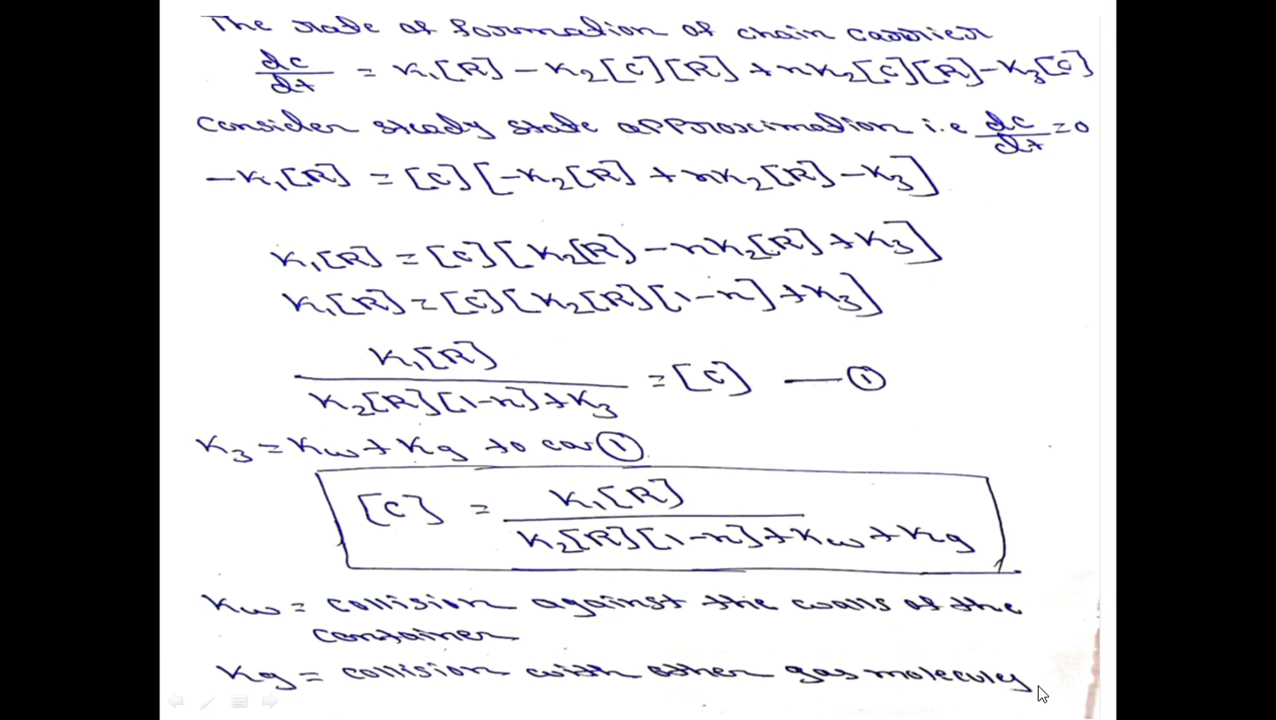 The rate of formation of chain carrier
dc/dt = K₁[R] - K₂[C][R] + nK₂[C][R] - K₃[C]
Consider steady state approximation i.e dc/dt = 0
-K₁[R] = [C][-K₂[R] + nK₂[R] - K₃]
K₁[R] = [C][K₂[R] - nK₂[R] + K₃]
K₁[R] = [C][K₂[R][1-n] + K₃]
K₁[R] / K₂[R][1-n] + K₃ = [C] — ①
K₃ = Kw + Kg to ①
[C] = K₁[R] / K₂[R][1-n] + Kw + Kg
Kw = collision against the walls of the
container
Kg = collision with other gas molecules